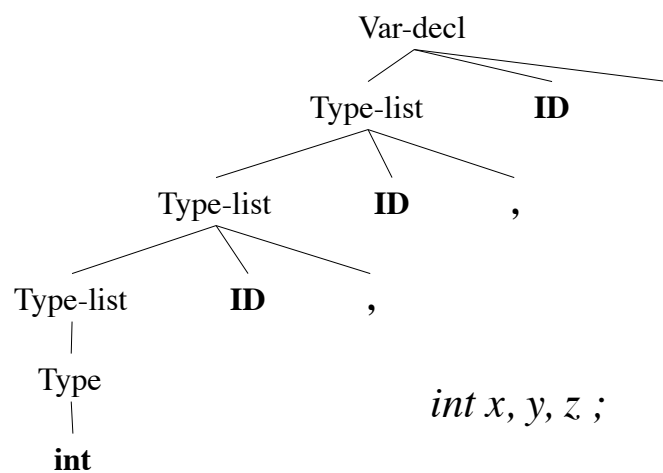 Var-decl
Type-list ID
Type-list ID ,
Type-list ID ,
Type
int x, y, z ;
int